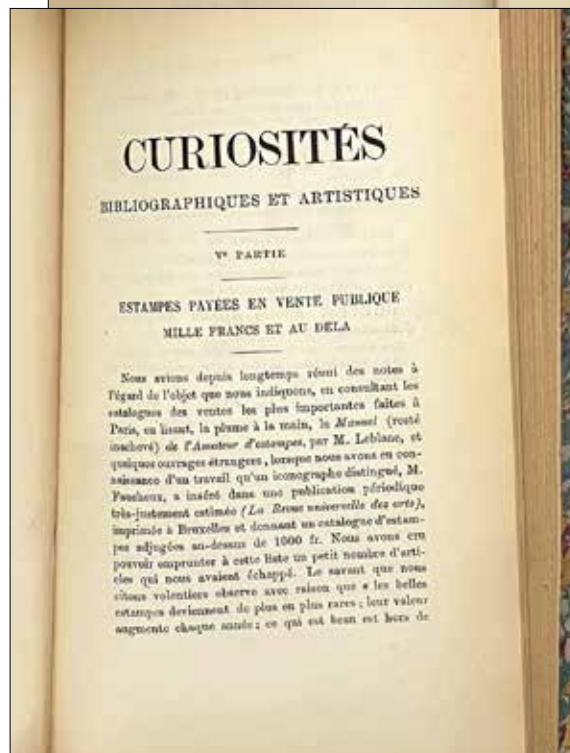 CURIOSITÉS
BIBLIOGRAPHIQUES ET ARTISTIQUES
Ve PARTIE
ESTAMPES PAYÉES EN VENTE PUBLIQUE
MILLE FRANCS ET AU DELA
Nous avions depuis longtemps réuni des notes à
l'égard de l'objet que nous indiquons, en consultant les
catalogues des ventes les plus importantes faites à
Paris, en lisant, la plume à la main, le Manuel (resté
inachevé) de l'Amateur d'estampes, par M. Leblanc, et
quelques ouvrages étrangers, lorsque nous avons eu con-
naissance d'un travail qu'un iconographe distingué, M.
Faucheux, a inséré dans une publication périodique
très-justement estimée (La Revue universelle des arts),
imprimée à Bruxelles et donnant un catalogue d'estam-
pes adjugées au-dessus de 1000 fr. Nous avons cru
pouvoir emprunter à cette liste un petit nombre d'arti-
cles qui nous avaient échappé. Le savant que nous
citons volontiers observe avec raison que « les belles
estampes deviennent de plus en plus rares ; leur valeur
augmente chaque année ; ce qui est beau est hors de